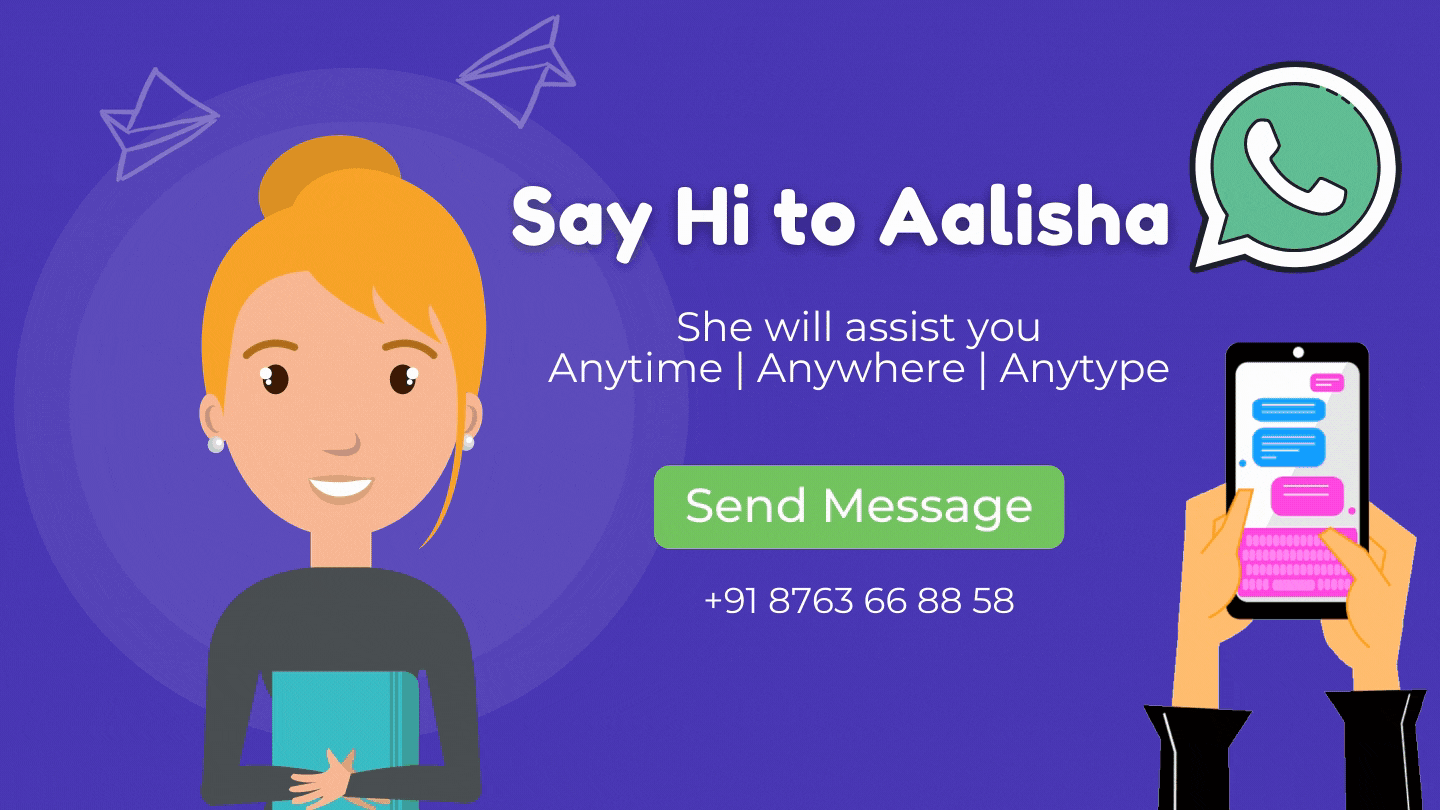 Say Hi to Aalisha
She will assist you
Anytime | Anywhere | Anytype
Send Message
+91 8763 66 88 58